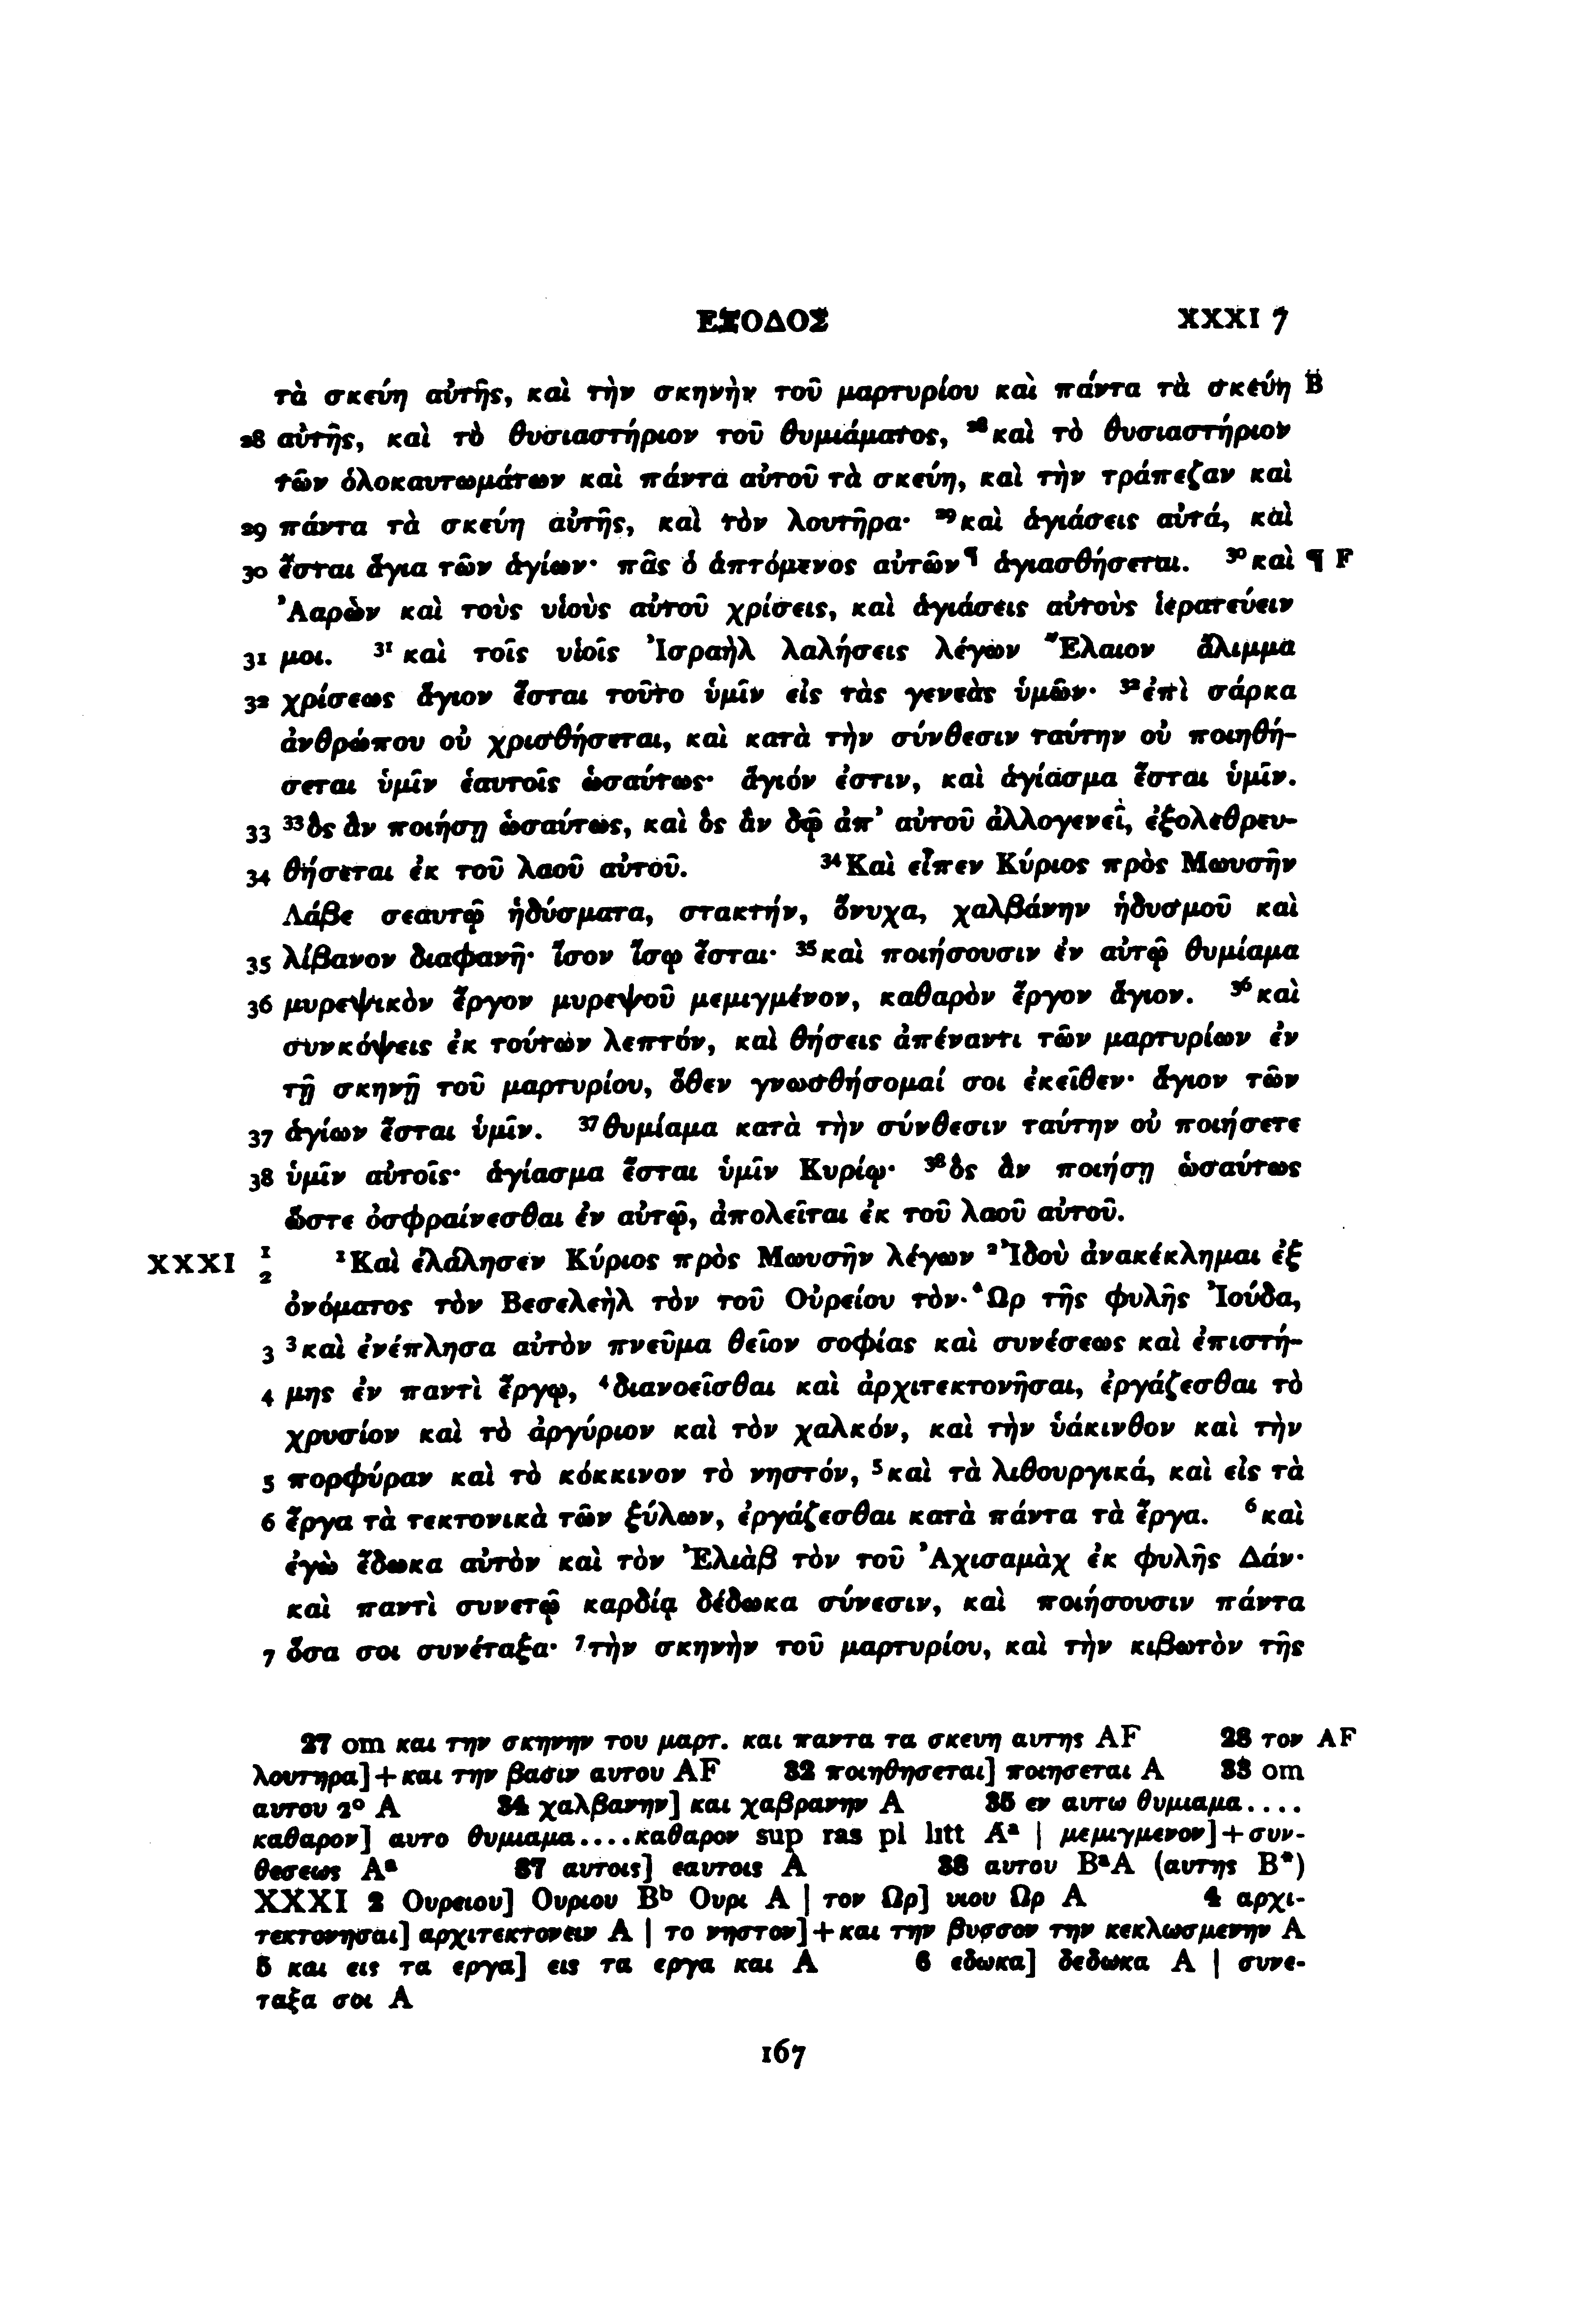 ΕΞΟΔΟΣ XXXI 7
τὰ σκεύη αὐτῆς, καὶ τὴν σκηνὴν τοῦ μαρτυρίου καὶ πάντα τὰ σκεύη B
28 αὐτῆς, καὶ τὸ θυσιαστήριον τοῦ θυμιάματος, ²⁸καὶ τὸ θυσιαστήριον
τῶν ὁλοκαυτωμάτων καὶ πάντα αὐτοῦ τὰ σκεύη, καὶ τὴν τράπεζαν καὶ
29 πάντα τὰ σκεύη αὐτῆς, καὶ τὸν λουτῆρα· ²⁹καὶ ἁγιάσεις αὐτά, καὶ
30 ἔσται ἅγια τῶν ἁγίων· πᾶς ὁ ἁπτόμενος αὐτῶν¶ ἁγιασθήσεται. ³⁰καὶ ¶ F
Ἀαρὼν καὶ τοὺς υἱοὺς αὐτοῦ χρίσεις, καὶ ἁγιάσεις αὐτοὺς ἱερατεύειν
31 μοι. ³¹καὶ τοῖς υἱοῖς Ἰσραὴλ λαλήσεις λέγων Ἔλαιον ἄλιμμα
32 χρίσεως ἅγιον ἔσται τοῦτο ὑμῖν εἰς τὰς γενεὰς ὑμῶν· ³²ἐπὶ σάρκα
ἀνθρώπου οὐ χρισθήσεται, καὶ κατὰ τὴν σύνθεσιν ταύτην οὐ ποιηθή-
σεται ὑμῖν ἑαυτοῖς ὡσαύτως· ἅγιόν ἐστιν, καὶ ἁγίασμα ἔσται ὑμῖν.
33 ³³ὃς ἂν ποιήσῃ ὡσαύτως, καὶ ὃς ἂν δῷ ἀπ’ αὐτοῦ ἀλλογενεῖ, ἐξολεθρευ-
34 θήσεται ἐκ τοῦ λαοῦ αὐτοῦ. ³⁴Καὶ εἶπεν Κύριος πρὸς Μωυσῆν
Λάβε σεαυτῷ ἡδύσματα, στακτήν, ὄνυχα, χαλβάνην ἡδυσμοῦ καὶ
35 λίβανον διαφανῆ· ἴσον ἴσῳ ἔσται· ³⁵καὶ ποιήσουσιν ἐν αὐτῷ θυμίαμα
36 μυρεψικὸν ἔργον μυρεψοῦ μεμιγμένον, καθαρὸν ἔργον ἅγιον. ³⁶καὶ
συνκόψεις ἐκ τούτων λεπτόν, καὶ θήσεις ἀπέναντι τῶν μαρτυρίων ἐν
τῇ σκηνῇ τοῦ μαρτυρίου, ὅθεν γνωσθήσομαί σοι ἐκεῖθεν· ἅγιον τῶν
37 ἁγίων ἔσται ὑμῖν. ³⁷θυμίαμα κατὰ τὴν σύνθεσιν ταύτην οὐ ποιήσετε
38 ὑμῖν αὐτοῖς· ἁγίασμα ἔσται ὑμῖν Κυρίῳ· ³⁸ὃς ἂν ποιήσῃ ὡσαύτως
ὥστε ὀσφραίνεσθαι ἐν αὐτῷ, ἀπολεῖται ἐκ τοῦ λαοῦ αὐτοῦ.
XXXI 1 2 ¹Καὶ ἐλάλησεν Κύριος πρὸς Μωυσῆν λέγων ²Ἰδοὺ ἀνακέκλημαι ἐξ
ὀνόματος τὸν Βεσελεὴλ τὸν τοῦ Οὐρείου τὸν Ὢρ τῆς φυλῆς Ἰούδα,
3 ³καὶ ἐνέπλησα αὐτὸν πνεῦμα θεῖον σοφίας καὶ συνέσεως καὶ ἐπιστή-
4 μης ἐν παντὶ ἔργῳ, ⁴διανοεῖσθαι καὶ ἀρχιτεκτονῆσαι, ἐργάζεσθαι τὸ
χρυσίον καὶ τὸ ἀργύριον καὶ τὸν χαλκόν, καὶ τὴν ὑάκινθον καὶ τὴν
5 πορφύραν καὶ τὸ κόκκινον τὸ νηστόν, ⁵καὶ τὰ λιθουργικά, καὶ εἰς τὰ
6 ἔργα τὰ τεκτονικὰ τῶν ξύλων, ἐργάζεσθαι κατὰ πάντα τὰ ἔργα. ⁶καὶ
ἐγὼ ἔδωκα αὐτὸν καὶ τὸν Ἐλιὰβ τὸν τοῦ Ἀχισαμὰχ ἐκ φυλῆς Δάν·
καὶ παντὶ συνετῷ καρδίᾳ δέδωκα σύνεσιν, καὶ ποιήσουσιν πάντα
7 ὅσα σοι συνέταξα· ⁷τὴν σκηνὴν τοῦ μαρτυρίου, καὶ τὴν κιβωτὸν τῆς
27 om και την σκηνην του μαρτ. και παντα τα σκευη αυτης AF 28 τον AF
λουτηρα]+και την βασιν αυτου AF 32 ποιηθησεται] ποιησεται A 33 om
αυτου 2° A 34 χαλβανην] και χαβρανην A 35 εν αυτω θυμιαμα....
καθαρον] αυτο θυμιαμα....καθαρον sup ras pl litt Aᵃ | μεμιγμενον]+συν-
θεσεως Aᵃ 37 αυτοις] εαυτοις A 38 αυτου BᵃA (αυτης B*)
XXXI 2 Ουρειου] Ουριου Bᵇ Ουρι A | τον Ωρ] υιου Ωρ A 4 αρχι-
τεκτονησαι] αρχιτεκτονειν A | το νηστον]+και την βυσσον την κεκλωσμενην A
5 και εις τα εργα] εις τα εργα και A 6 εδωκα] δεδωκα A | συνε-
ταξα σοι A
167